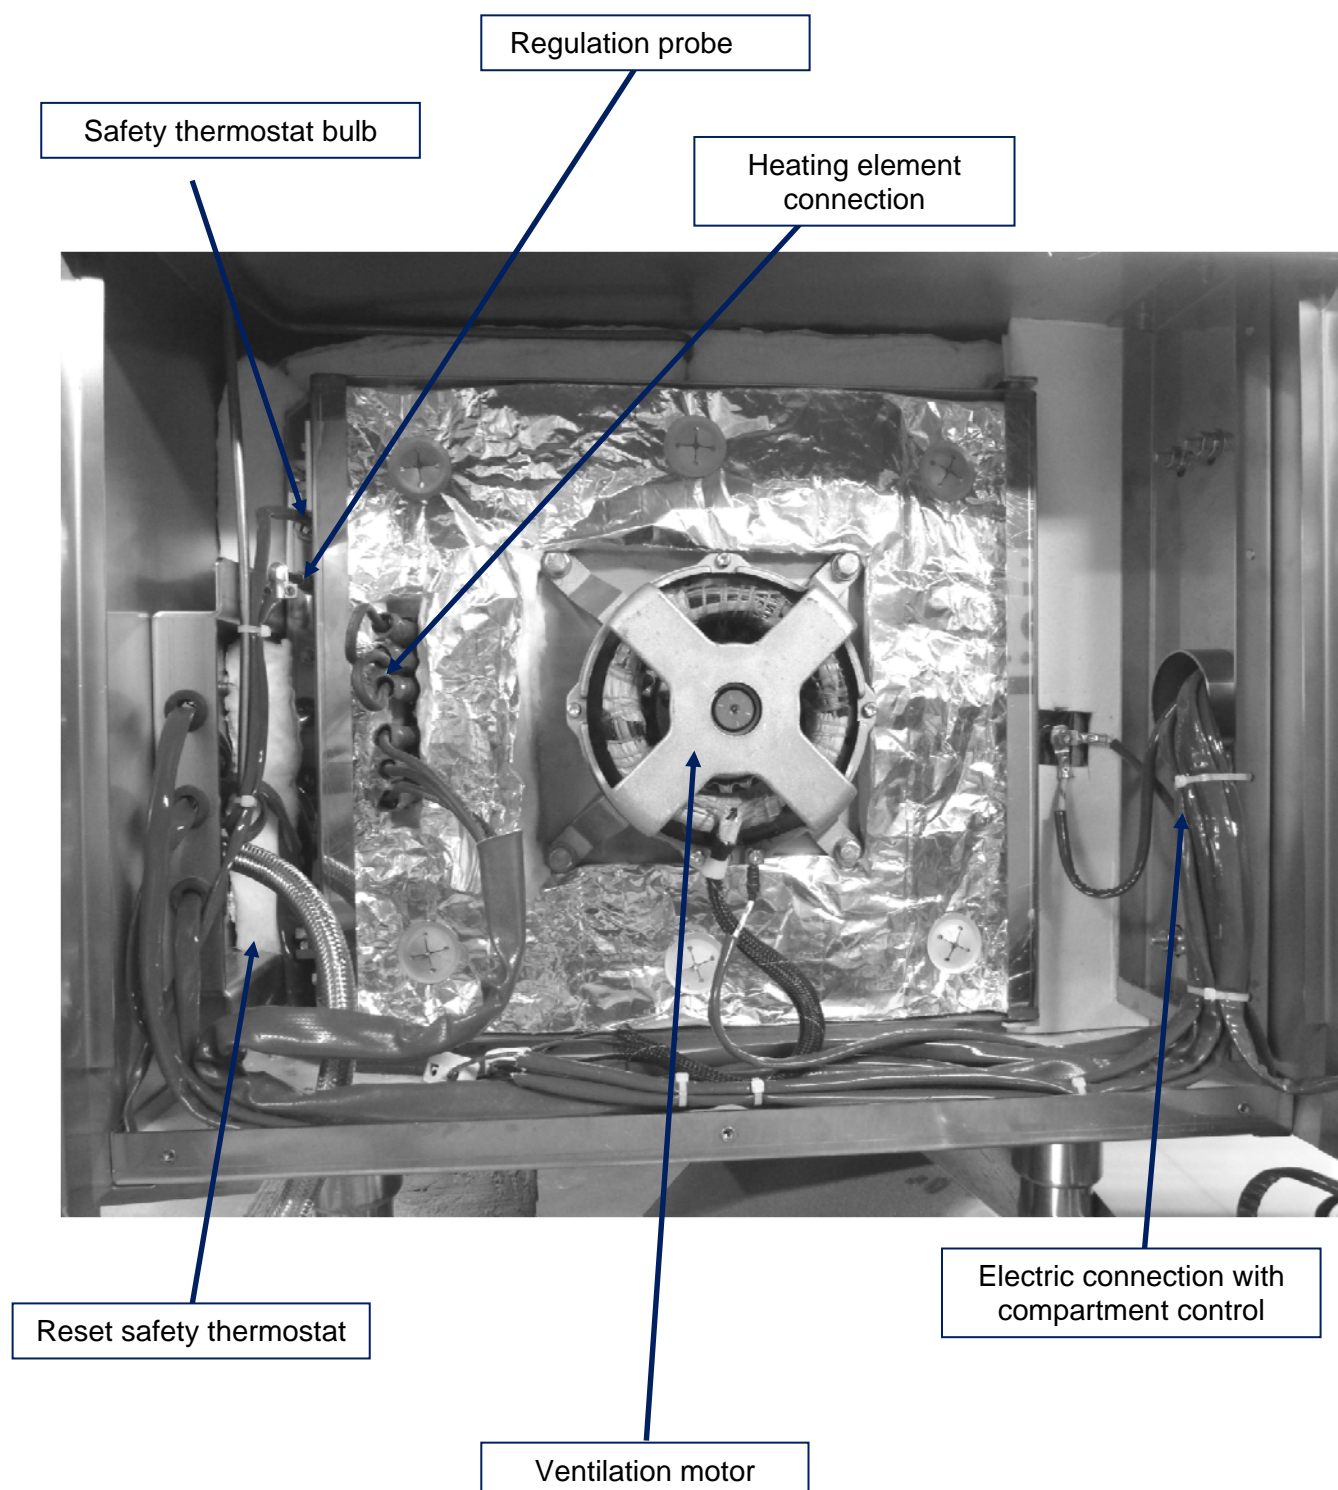 Regulation probe
Safety thermostat bulb
Heating element
connection
Electric connection with
compartment control
Reset safety thermostat
Ventilation motor